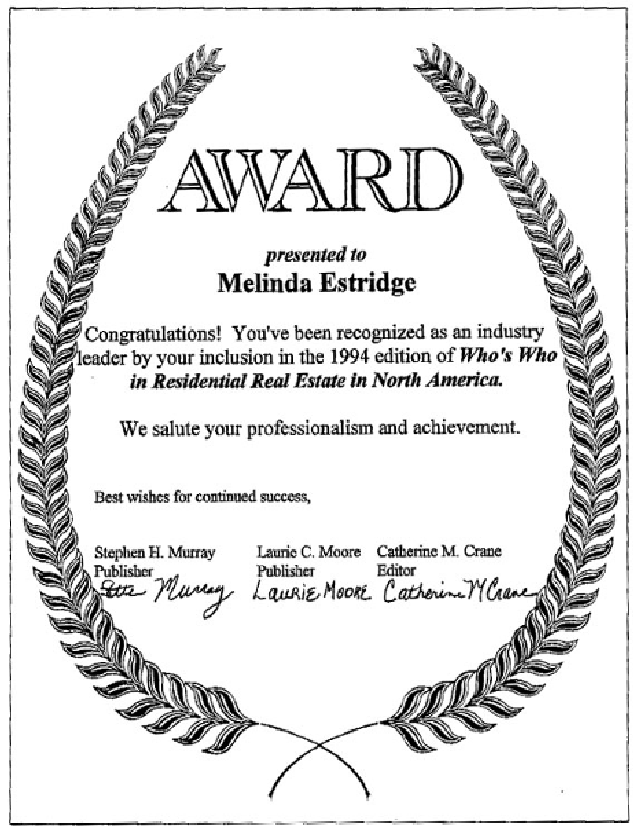 AWARD
presented to
Melinda Estridge
Congratulations! You've been recognized as an industry
leader by your inclusion in the 1994 edition of Who's Who
in Residential Real Estate in North America.
We salute your professionalism and achievement.
Best wishes for continued success,
Stephen H. Murray Laurie C. Moore Catherine M. Crane
Publisher Publisher Editor
Murray LAURIE MOORE Catherine M Crane